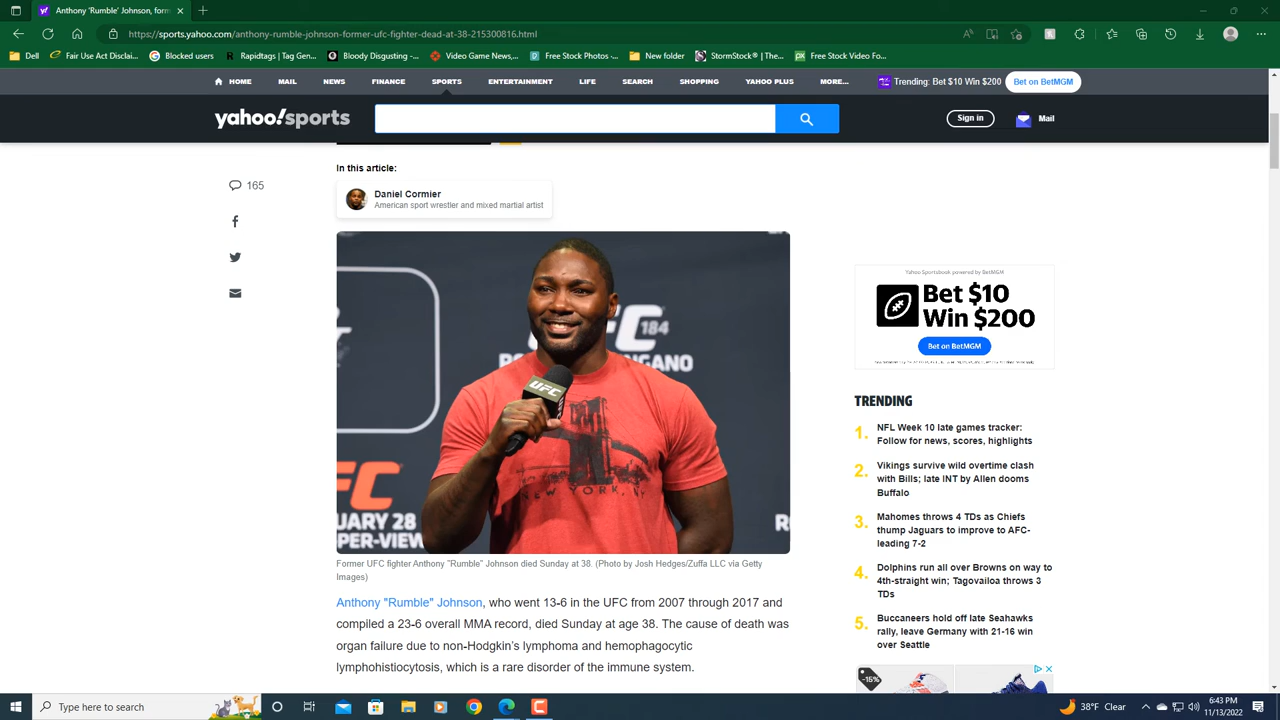 Anthony 'Rumble' Johnson, former
https://sports.yahoo.com/anthony-rumble-johnson-former-ufc-fighter-dead-at-38-215300816.html
Dell
Fair Use Act Disclai...
Blocked users
Rapidtags | Tag Gen...
Bloody Disgusting -...
Video Game News,...
Free Stock Photos -...
New folder
StormStock® | The...
Free Stock Video Fo...
HOME
MAIL
NEWS
FINANCE
SPORTS
ENTERTAINMENT
LIFE
SEARCH
SHOPPING
YAHOO PLUS
MORE...
Trending: Bet $10 Win $200
Bet on BetMGM
yahoo!sports
Sign in
Mail
In this article:
165
Daniel Cormier
American sport wrestler and mixed martial artist
184
UFC
NEW YORK, N
UARY 28
PER-VIEW
Former UFC fighter Anthony "Rumble" Johnson died Sunday at 38. (Photo by Josh Hedges/Zuffa LLC via Getty
Images)
Anthony "Rumble" Johnson, who went 13-6 in the UFC from 2007 through 2017 and
compiled a 23-6 overall MMA record, died Sunday at age 38. The cause of death was
organ failure due to non-Hodgkin's lymphoma and hemophagocytic
lymphohistiocytosis, which is a rare disorder of the immune system.
Yahoo Sportsbook powered by BetMGM
Bet $10
Win $200
Bet on BetMGM
TRENDING
1. NFL Week 10 late games tracker:
Follow for news, scores, highlights
2. Vikings survive wild overtime clash
with Bills; late INT by Allen dooms
Buffalo
3. Mahomes throws 4 TDs as Chiefs
thump Jaguars to improve to AFC-
leading 7-2
4. Dolphins run all over Browns on way to
4th-straight win; Tagovailoa throws 3
TDs
5. Buccaneers hold off late Seahawks
rally, leave Germany with 21-16 win
over Seattle
-15%
Type here to search
38°F Clear
6:43 PM
11/13/2022